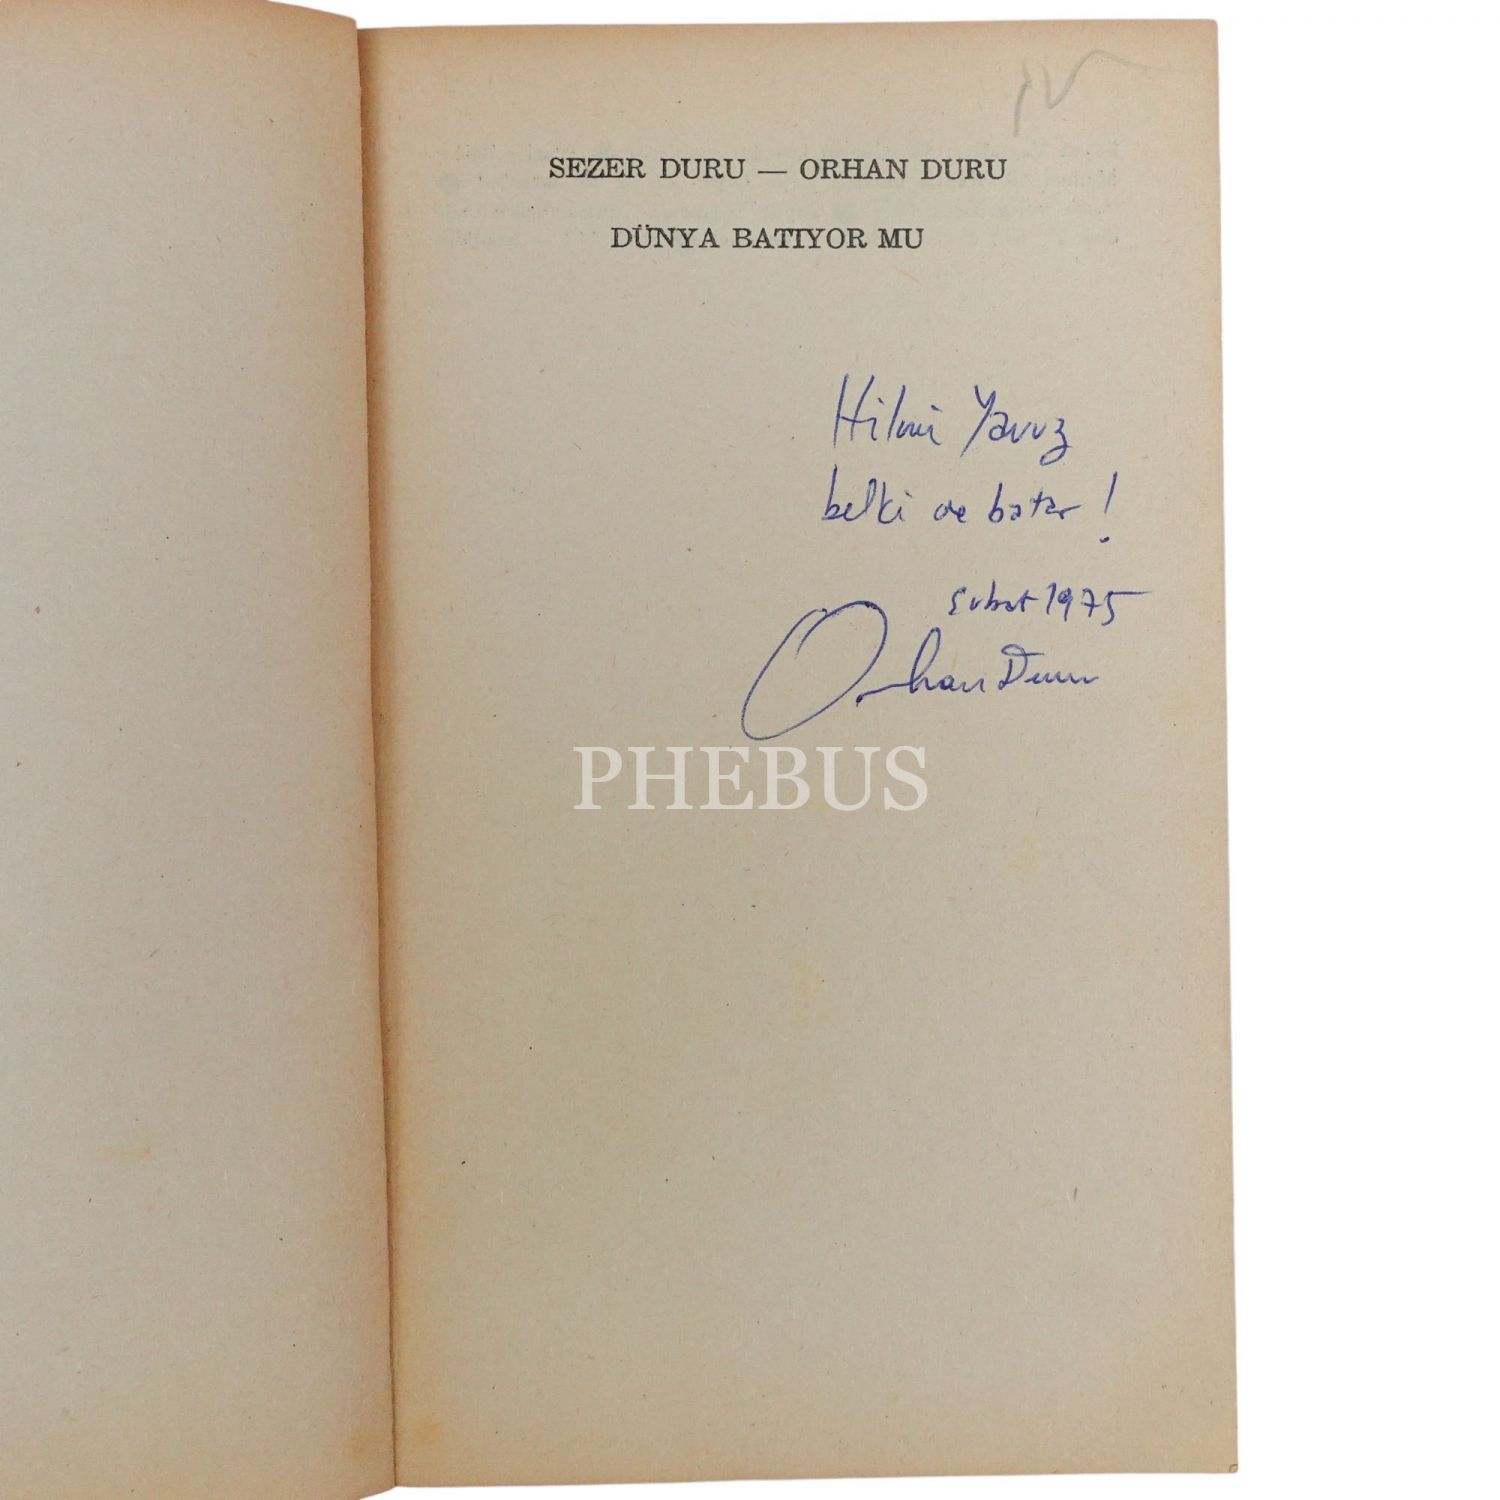 SEZER DURU — ORHAN DURU
DÜNYA BATIYOR MU
Hilmi Yavuz
belki de batar!
Şubat 1975
Orhan Duru
PHEBUS